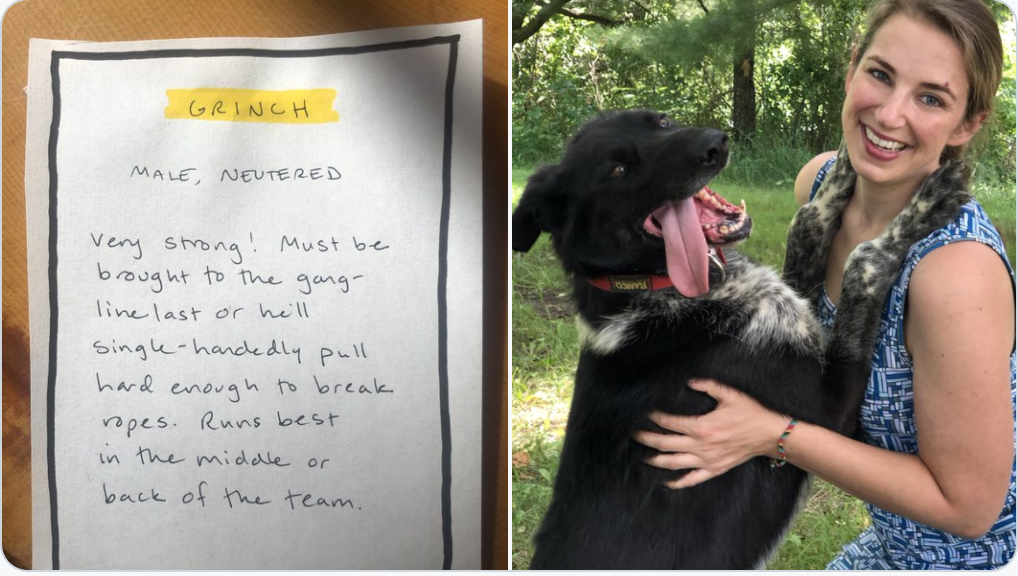 GRINCH
MALE, NEUTERED
Very strong! Must be
brought to the gang-
line last or he'll
single-handedly pull
hard enough to break
ropes. Runs best
in the middle or
back of the team.
FLAMCO